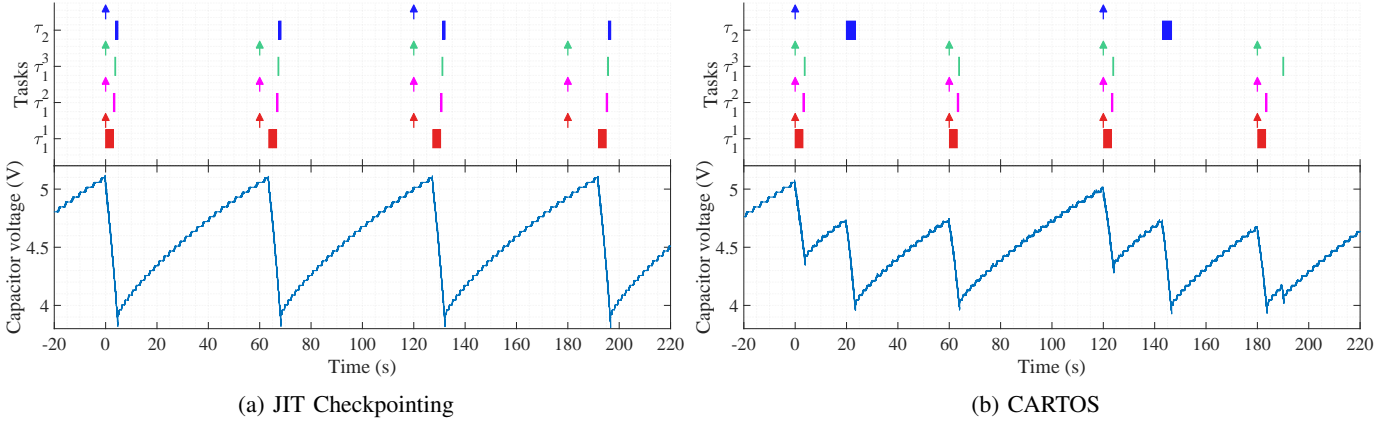 τ₂
τ₁³
τ₁²
τ₁¹
Tasks
5
4.5
4
Capacitor voltage (V)
-20 0 20 40 60 80 100 120 140 160 180 200 220
Time (s)
(a) JIT Checkpointing
τ₂
τ₁³
τ₁²
τ₁¹
Tasks
5
4.5
4
Capacitor voltage (V)
-20 0 20 40 60 80 100 120 140 160 180 200 220
Time (s)
(b) CARTOS